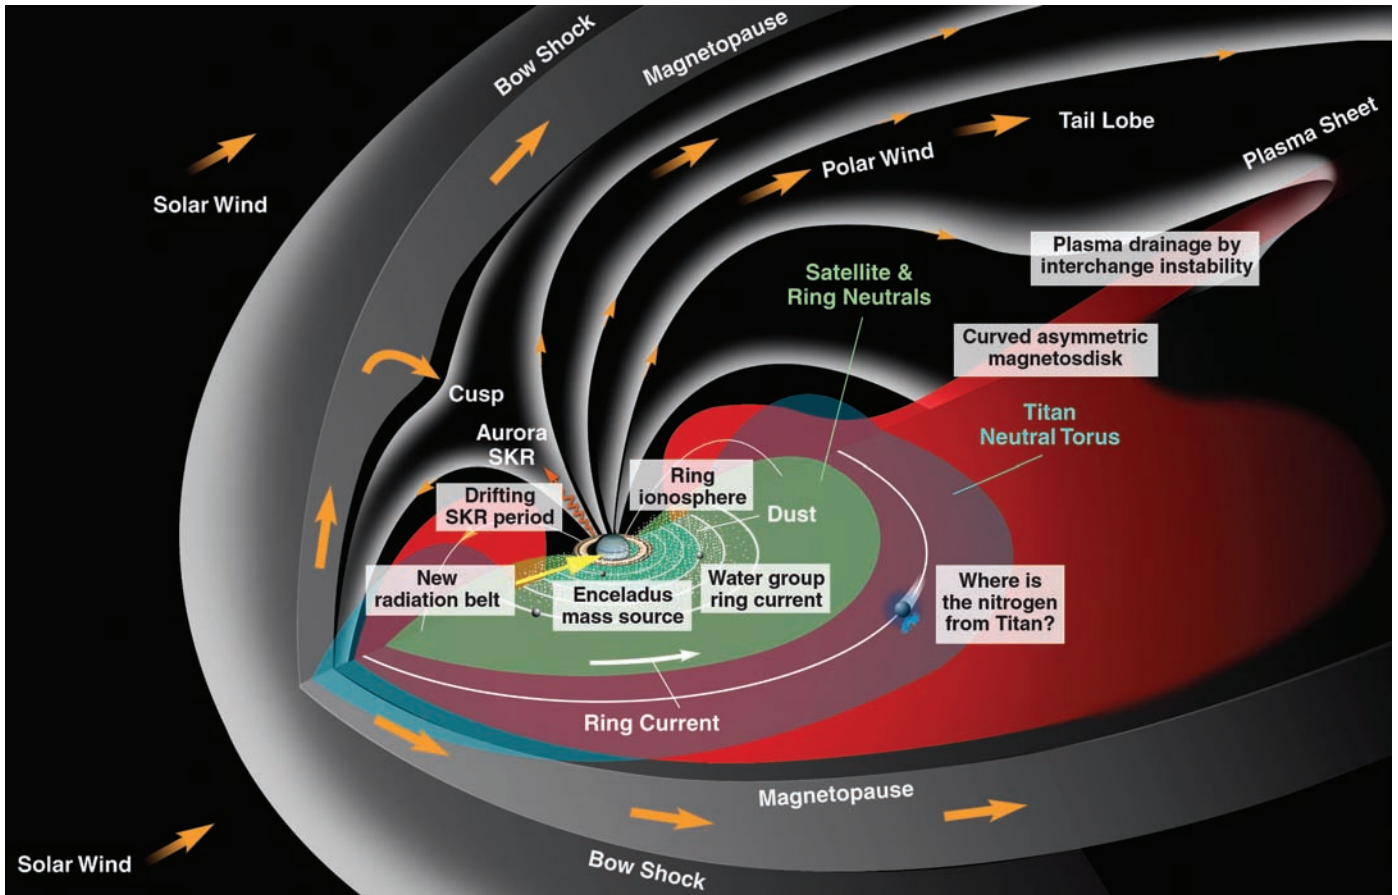 Bow Shock
Magnetopause
Solar Wind
Tail Lobe
Polar Wind
Plasma Sheet
Plasma drainage by
interchange instability
Satellite &
Ring Neutrals
Curved asymmetric
magnetosdisk
Cusp
Titan
Neutral Torus
Aurora
SKR
Ring
ionosphere
Drifting
SKR period
Dust
New
radiation belt
Enceladus
mass source
Water group
ring current
Where is
the nitrogen
from Titan?
Ring Current
Magnetopause
Solar Wind
Bow Shock